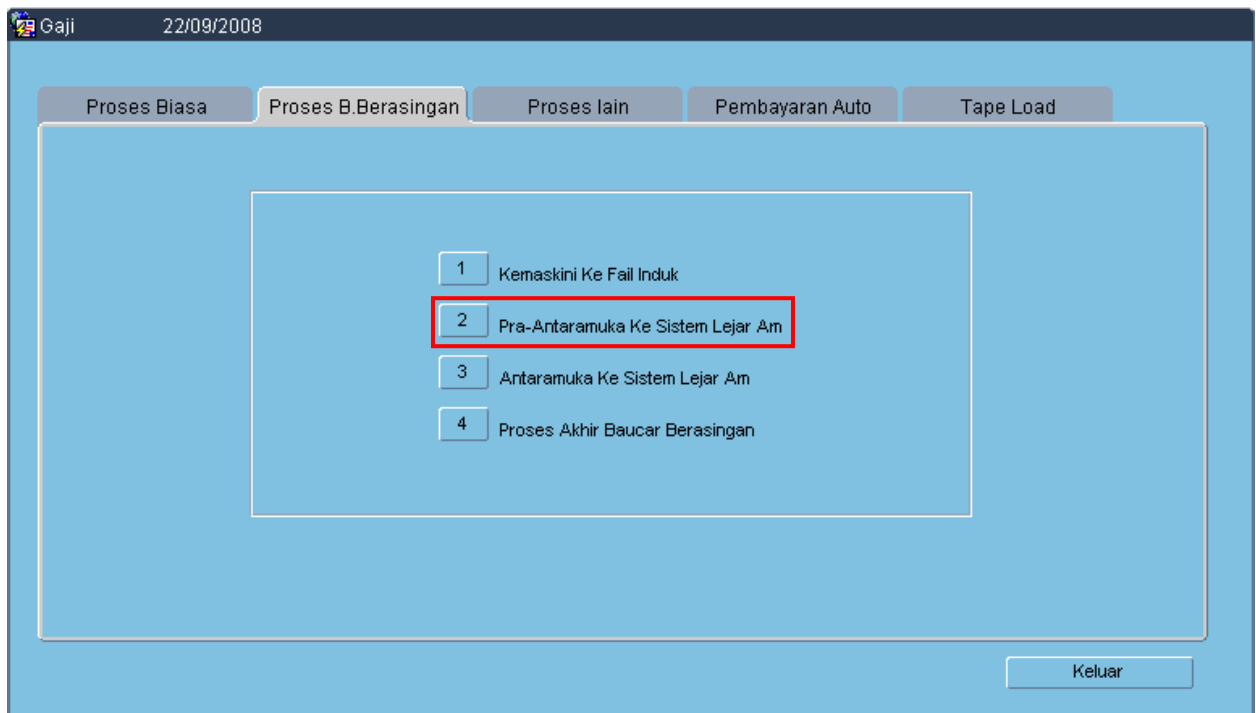 Gaji 22/09/2008
Proses Biasa Proses B.Berasingan Proses lain Pembayaran Auto Tape Load
1 Kemaskini Ke Fail Induk
2 Pra-Antaramuka Ke Sistem Lejar Am
3 Antaramuka Ke Sistem Lejar Am
4 Proses Akhir Baucar Berasingan
Keluar